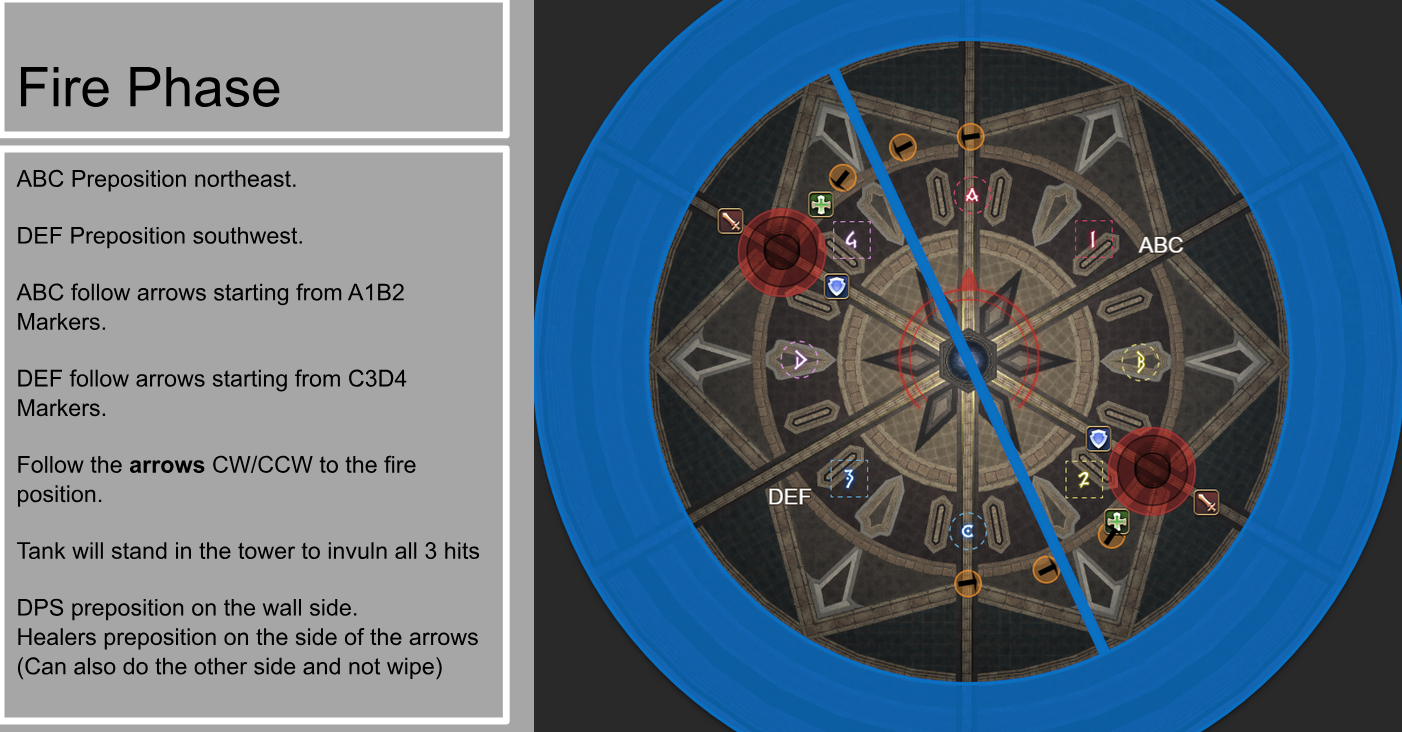 Fire Phase
ABC Preposition northeast.
DEF Preposition southwest.
ABC follow arrows starting from A1B2
Markers.
DEF follow arrows starting from C3D4
Markers.
Follow the arrows CW/CCW to the fire
position.
Tank will stand in the tower to invuln all 3 hits
DPS preposition on the wall side.
Healers preposition on the side of the arrows
(Can also do the other side and not wipe)
A
4
1
ABC
D
B
3
2
DEF
C